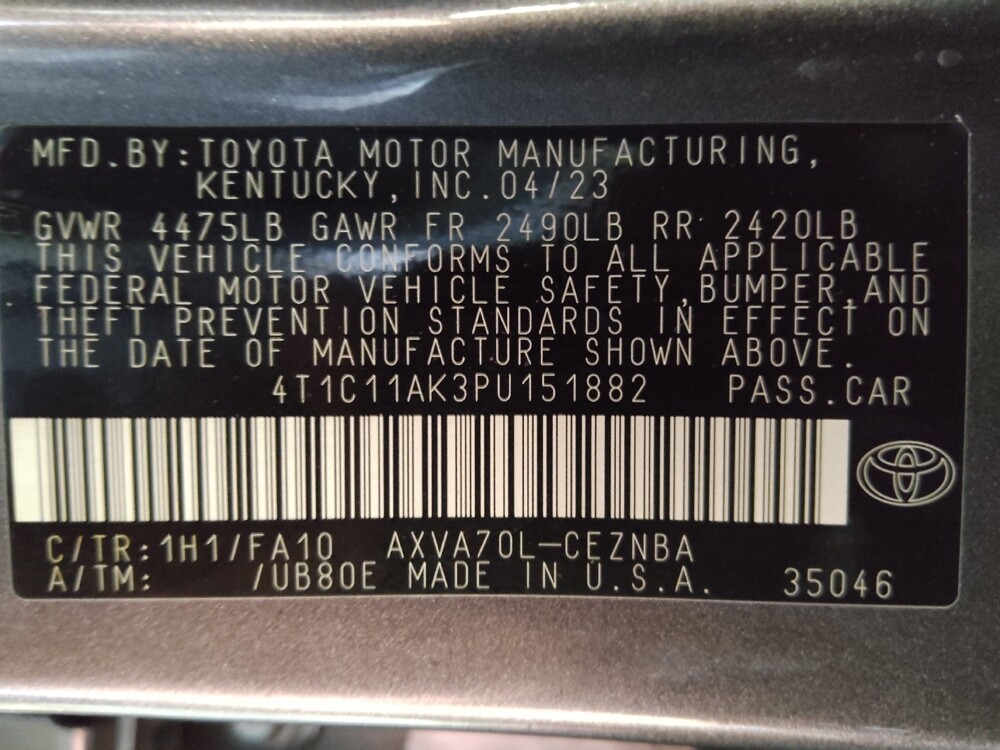 MFD.BY:TOYOTA MOTOR MANUFACTURING,
KENTUCKY,INC.04/23
GVWR 4475LB GAWR FR 2490LB RR 2420LB
THIS VEHICLE CONFORMS TO ALL APPLICABLE
FEDERAL MOTOR VEHICLE SAFETY,BUMPER,AND
THEFT PREVENTION STANDARDS IN EFFECT ON
THE DATE OF MANUFACTURE SHOWN ABOVE.
4T1C11AK3PU151882 PASS.CAR
C/TR:1H1/FA10 AXVA70L-CEZNBA
A/TM: /UB80E MADE IN U.S.A. 35046